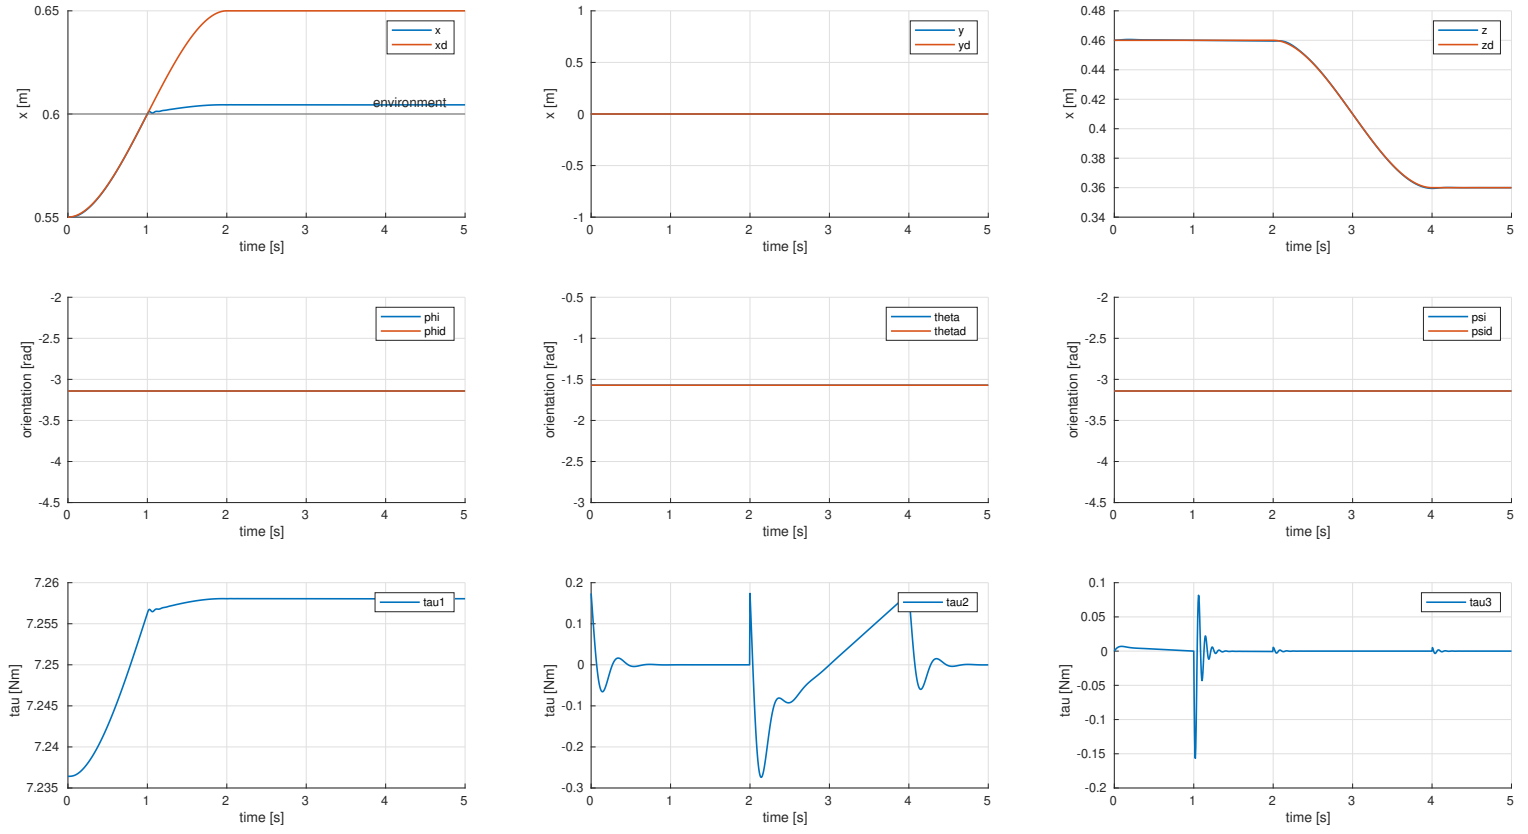 0.65
0.6
0.55
x [m]
x
xd
environment
0 1 2 3 4 5
time [s]
1
0.5
0
-0.5
-1
x [m]
y
yd
0 1 2 3 4 5
time [s]
0.48
0.46
0.44
0.42
0.4
0.38
0.36
0.34
x [m]
z
zd
0 1 2 3 4 5
time [s]
-2
-2.5
-3
-3.5
-4
-4.5
orientation [rad]
phi
phid
0 1 2 3 4 5
time [s]
-0.5
-1
-1.5
-2
-2.5
-3
orientation [rad]
theta
thetad
0 1 2 3 4 5
time [s]
-2
-2.5
-3
-3.5
-4
-4.5
orientation [rad]
psi
psid
0 1 2 3 4 5
time [s]
7.26
7.255
7.25
7.245
7.24
7.235
tau [Nm]
tau1
0 1 2 3 4 5
time [s]
0.2
0.1
0
-0.1
-0.2
-0.3
tau [Nm]
tau2
0 1 2 3 4 5
time [s]
0.1
0.05
0
-0.05
-0.1
-0.15
-0.2
tau [Nm]
tau3
0 1 2 3 4 5
time [s]